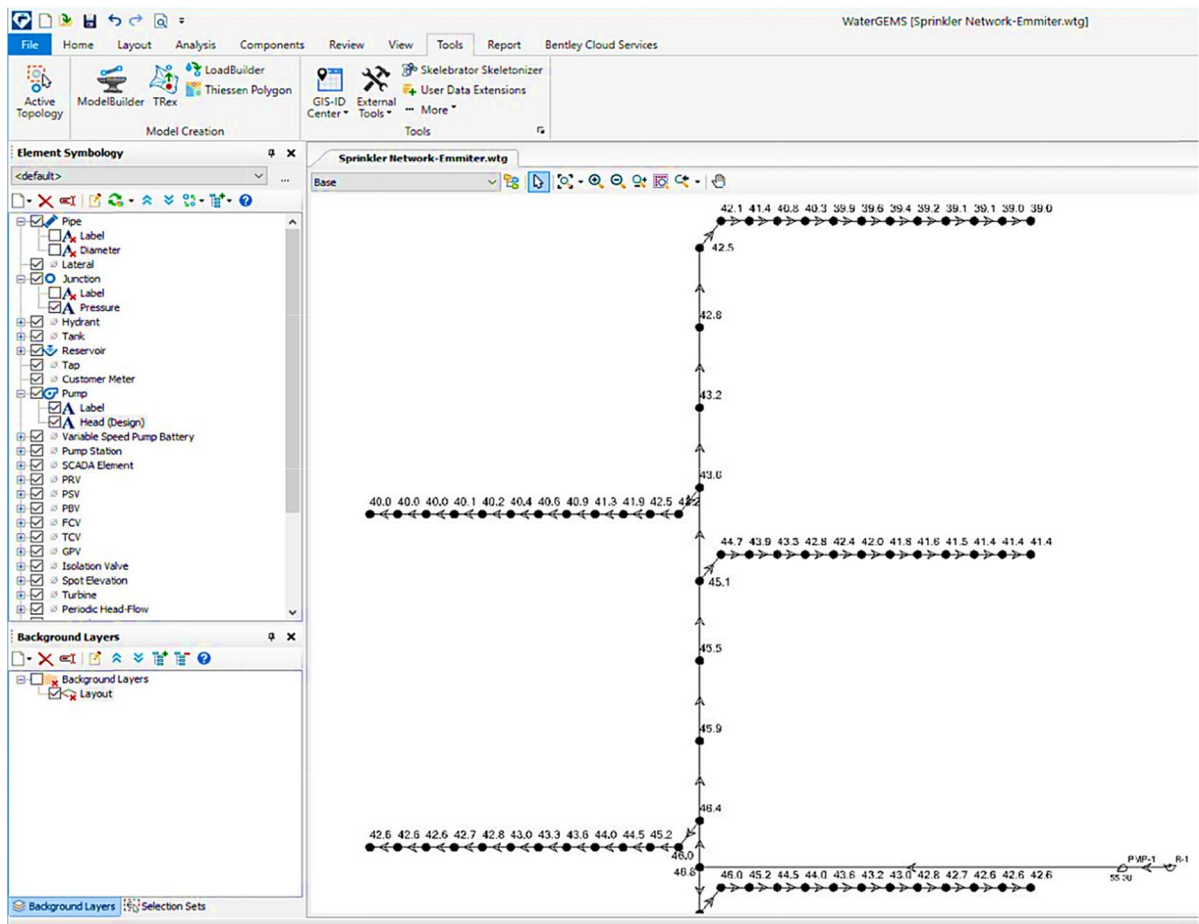 WaterGEMS [Sprinkler Network-Emmiter.wtg]
File Home Layout Analysis Components Review View Tools Report Bentley Cloud Services
Active Topology
ModelBuilder
TRex
LoadBuilder
Thiessen Polygon
Model Creation
GIS-ID Center
External Tools
Skelebrator Skeletonizer
User Data Extensions
More
Tools
Element Symbology
<default>
Pipe
Label
Diameter
Lateral
Junction
Label
Pressure
Hydrant
Tank
Reservoir
Tap
Customer Meter
Pump
Label
Head (Design)
Variable Speed Pump Battery
Pump Station
SCADA Element
PRV
PSV
PBV
FCV
TCV
GPV
Isolation Valve
Spot Elevation
Turbine
Periodic Head-Flow
Background Layers
Background Layers
Layout
Background Layers Selection Sets
Sprinkler Network-Emmiter.wtg
Base
42.1 41.4 40.8 40.3 39.9 39.6 39.4 39.2 39.1 39.1 39.0 39.0
42.5
42.8
43.2
43.6
40.0 40.0 40.0 40.1 40.2 40.4 40.6 40.9 41.3 41.9 42.5
44.7 43.9 43.3 42.8 42.4 42.0 41.8 41.6 41.5 41.4 41.4 41.4
45.1
45.5
45.9
46.4
42.6 42.6 42.6 42.7 42.8 43.0 43.3 43.6 44.0 44.5 45.2
46.0
46.8
PMP-1 R-1
46.0 45.2 44.5 44.0 43.6 43.2 43.0 42.8 42.7 42.6 42.6 42.6